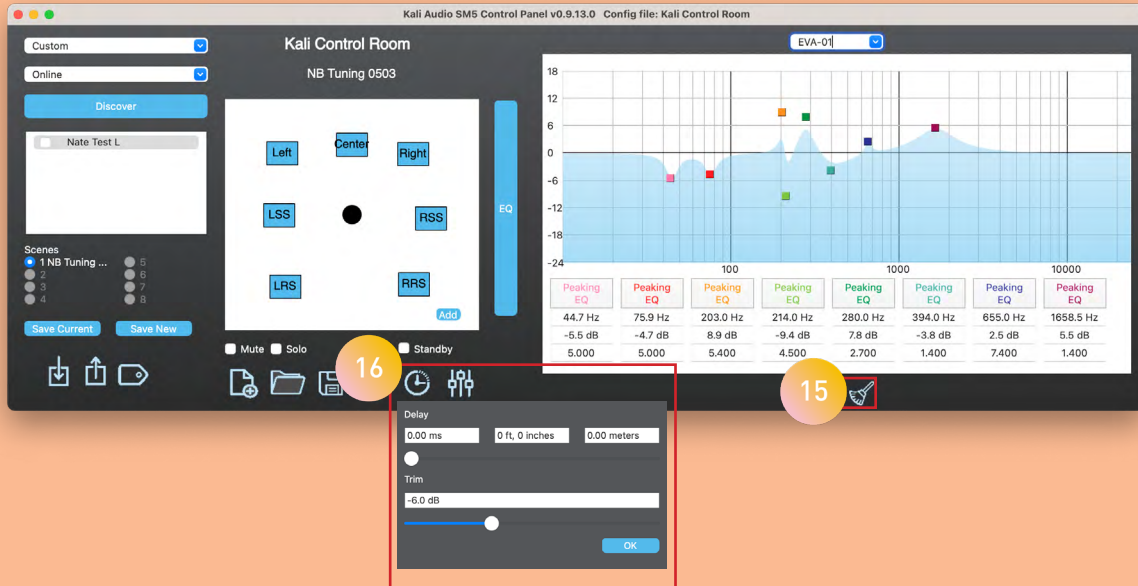 Kali Audio SM5 Control Panel v0.9.13.0 Config file: Kali Control Room
Custom
Online
Discover
Nate Test L
Scenes
1 NB Tuning ...
2
3
4
5
6
7
8
Save Current
Save New
Kali Control Room
NB Tuning 0503
Left
Center
Right
LSS
RSS
LRS
RRS
Add
EQ
Mute
Solo
Standby
EVA-01
18
12
6
0
-6
-12
-18
-24
100
1000
10000
Peaking EQ Peaking EQ Peaking EQ Peaking EQ Peaking EQ Peaking EQ Peaking EQ Peaking EQ
44.7 Hz 75.9 Hz 203.0 Hz 214.0 Hz 280.0 Hz 394.0 Hz 655.0 Hz 1658.5 Hz
-5.5 dB -4.7 dB 8.9 dB -9.4 dB 7.8 dB -3.8 dB 2.5 dB 5.5 dB
5.000 5.000 5.400 4.500 2.700 1.400 7.400 1.400
16
15
Delay
0.00 ms
0 ft, 0 inches
0.00 meters
Trim
-6.0 dB
OK